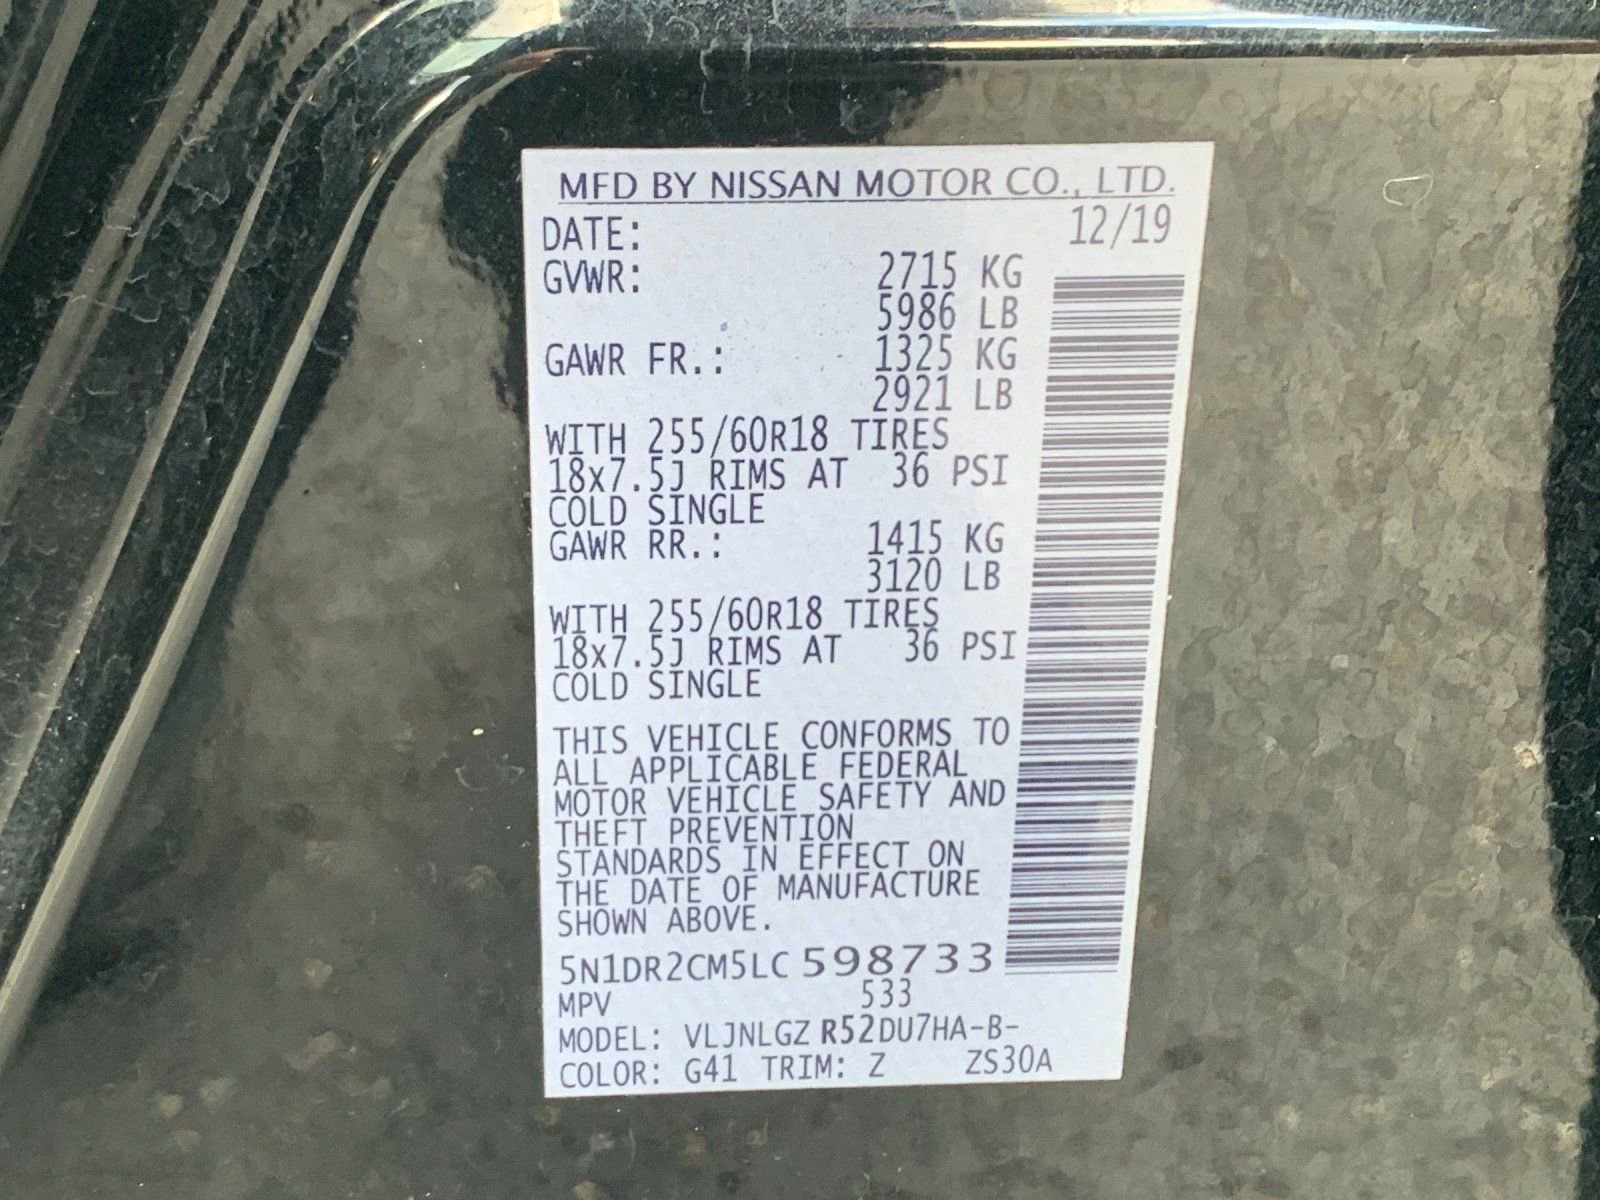 MFD BY NISSAN MOTOR CO., LTD.
DATE: 12/19
GVWR: 2715 KG
5986 LB
GAWR FR.: 1325 KG
2921 LB
WITH 255/60R18 TIRES
18x7.5J RIMS AT 36 PSI
COLD SINGLE
GAWR RR.: 1415 KG
3120 LB
WITH 255/60R18 TIRES
18x7.5J RIMS AT 36 PSI
COLD SINGLE
THIS VEHICLE CONFORMS TO
ALL APPLICABLE FEDERAL
MOTOR VEHICLE SAFETY AND
THEFT PREVENTION
STANDARDS IN EFFECT ON
THE DATE OF MANUFACTURE
SHOWN ABOVE.
5N1DR2CM5LC 598733
MPV 533
MODEL: VLJNLGZ R52DU7HA-B-
COLOR: G41 TRIM: Z ZS30A